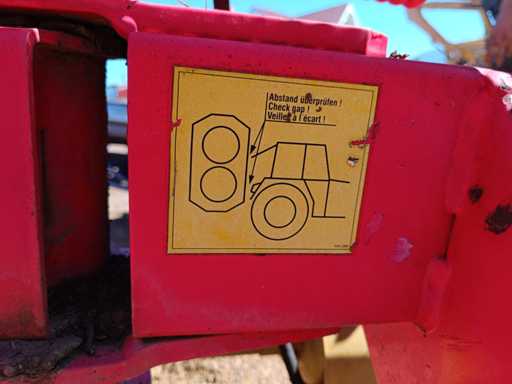 Abstand überprüfen !
Check gap !
Veillez à l'écart !